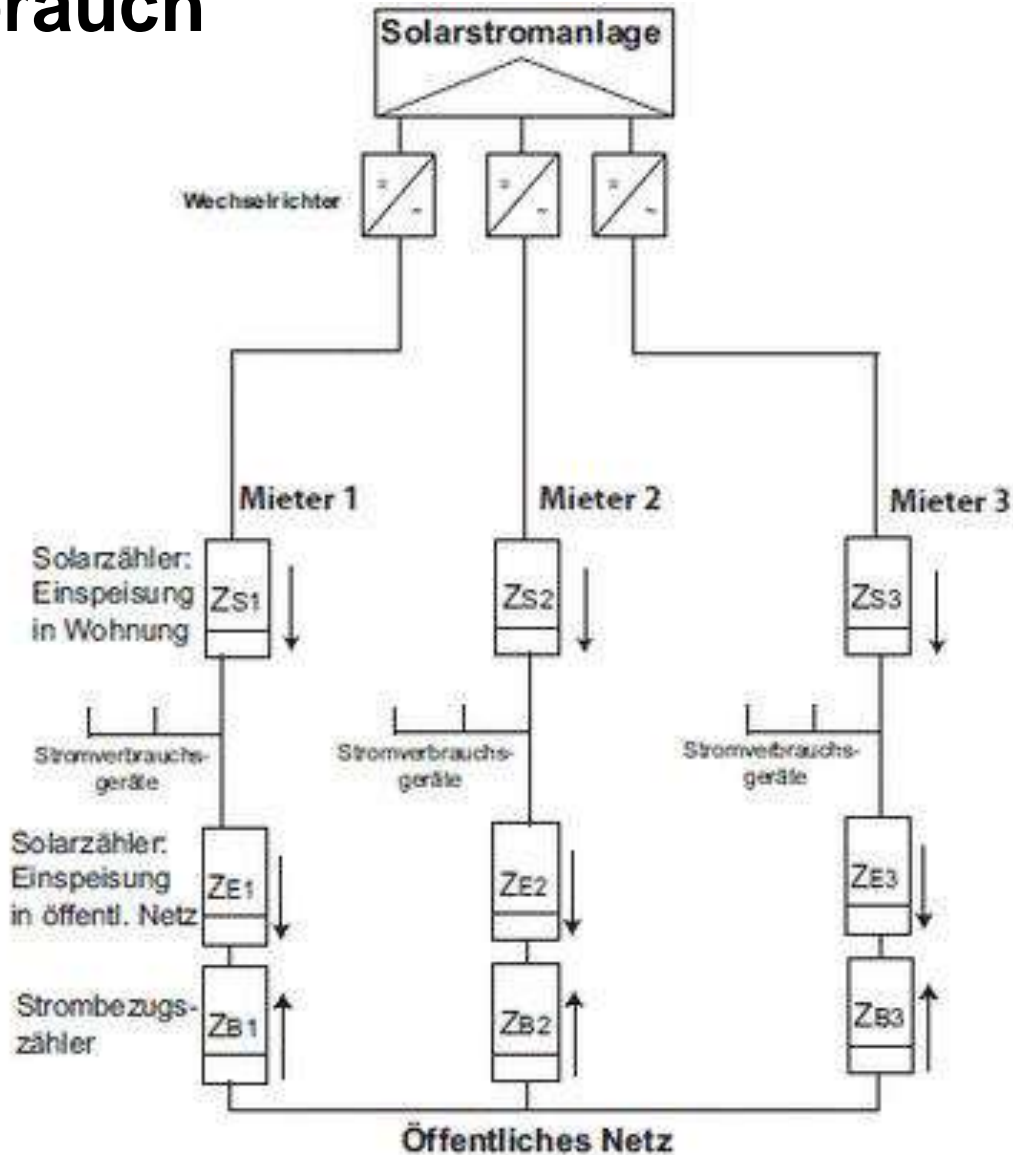 erauch
Solarstromanlage
Wechselrichter
=
~
=
~
=
~
Mieter 1
Mieter 2
Mieter 3
Solarzähler:
Einspeisung
in Wohnung
ZS1
ZS2
ZS3
Stromverbrauchs-
geräte
Stromverbrauchs-
geräte
Stromverbrauchs-
geräte
Solarzähler:
Einspeisung
in öffentl. Netz
ZE1
ZE2
ZE3
Strombezugs-
zähler
ZB1
ZB2
ZB3
Öffentliches Netz